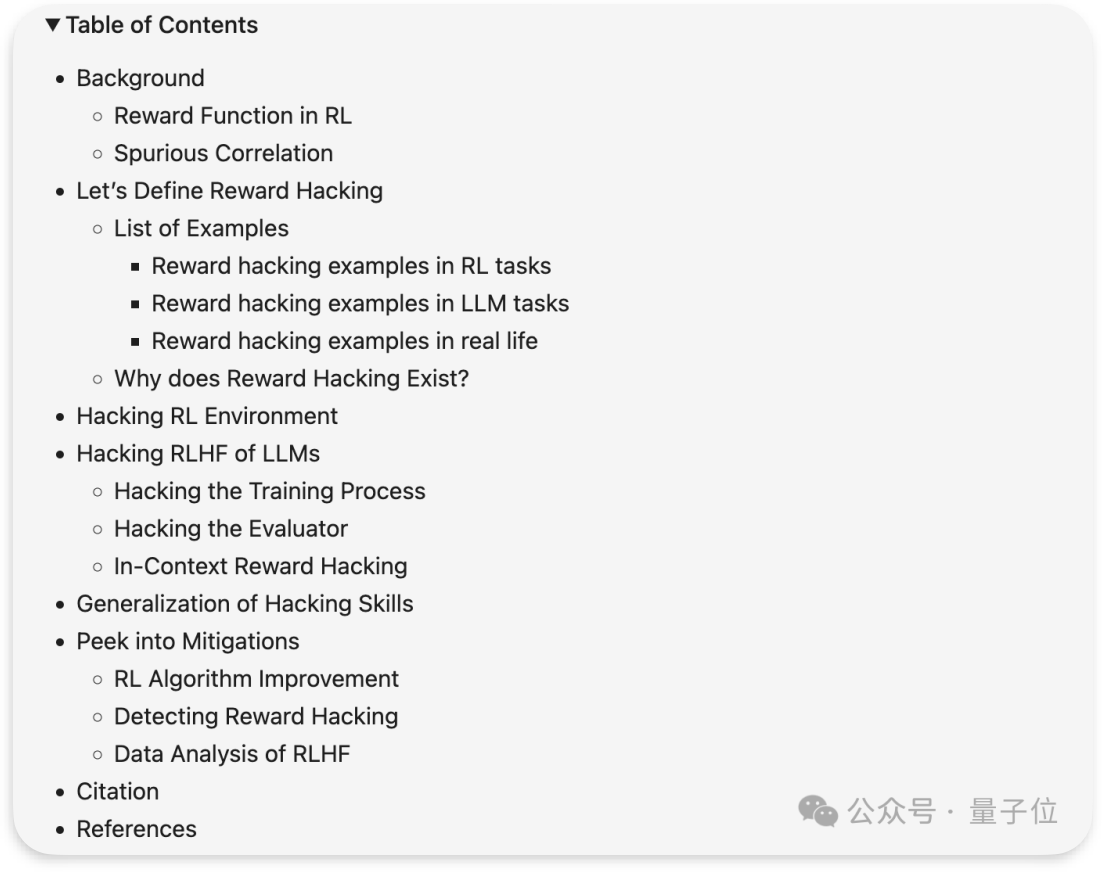 ▼ Table of Contents
• Background
◦ Reward Function in RL
◦ Spurious Correlation
• Let’s Define Reward Hacking
◦ List of Examples
▪ Reward hacking examples in RL tasks
▪ Reward hacking examples in LLM tasks
▪ Reward hacking examples in real life
◦ Why does Reward Hacking Exist?
• Hacking RL Environment
• Hacking RLHF of LLMs
◦ Hacking the Training Process
◦ Hacking the Evaluator
◦ In-Context Reward Hacking
• Generalization of Hacking Skills
• Peek into Mitigations
◦ RL Algorithm Improvement
◦ Detecting Reward Hacking
◦ Data Analysis of RLHF
• Citation
• References
公众号 · 量子位